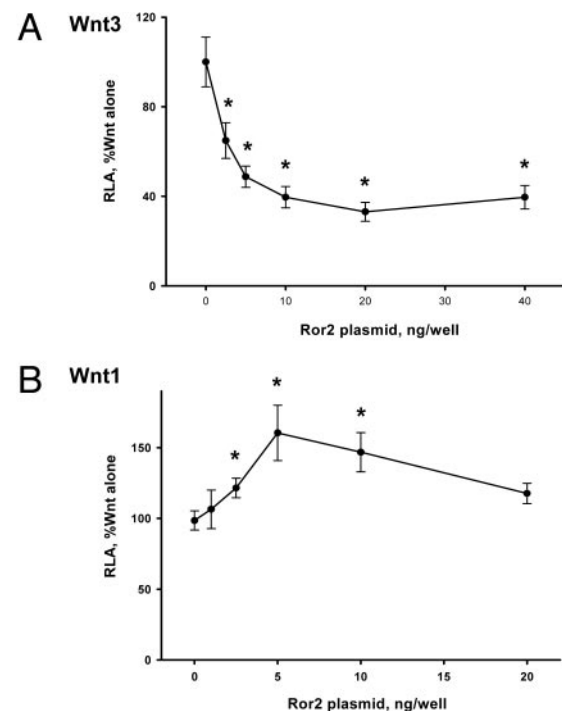 A Wnt3
120
80
40
0
RLA, %Wnt alone
* * * * *
0 10 20 30 40
Ror2 plasmid, ng/well
B Wnt1
150
100
50
0
RLA, %Wnt alone
* * *
0 5 10 20
Ror2 plasmid, ng/well